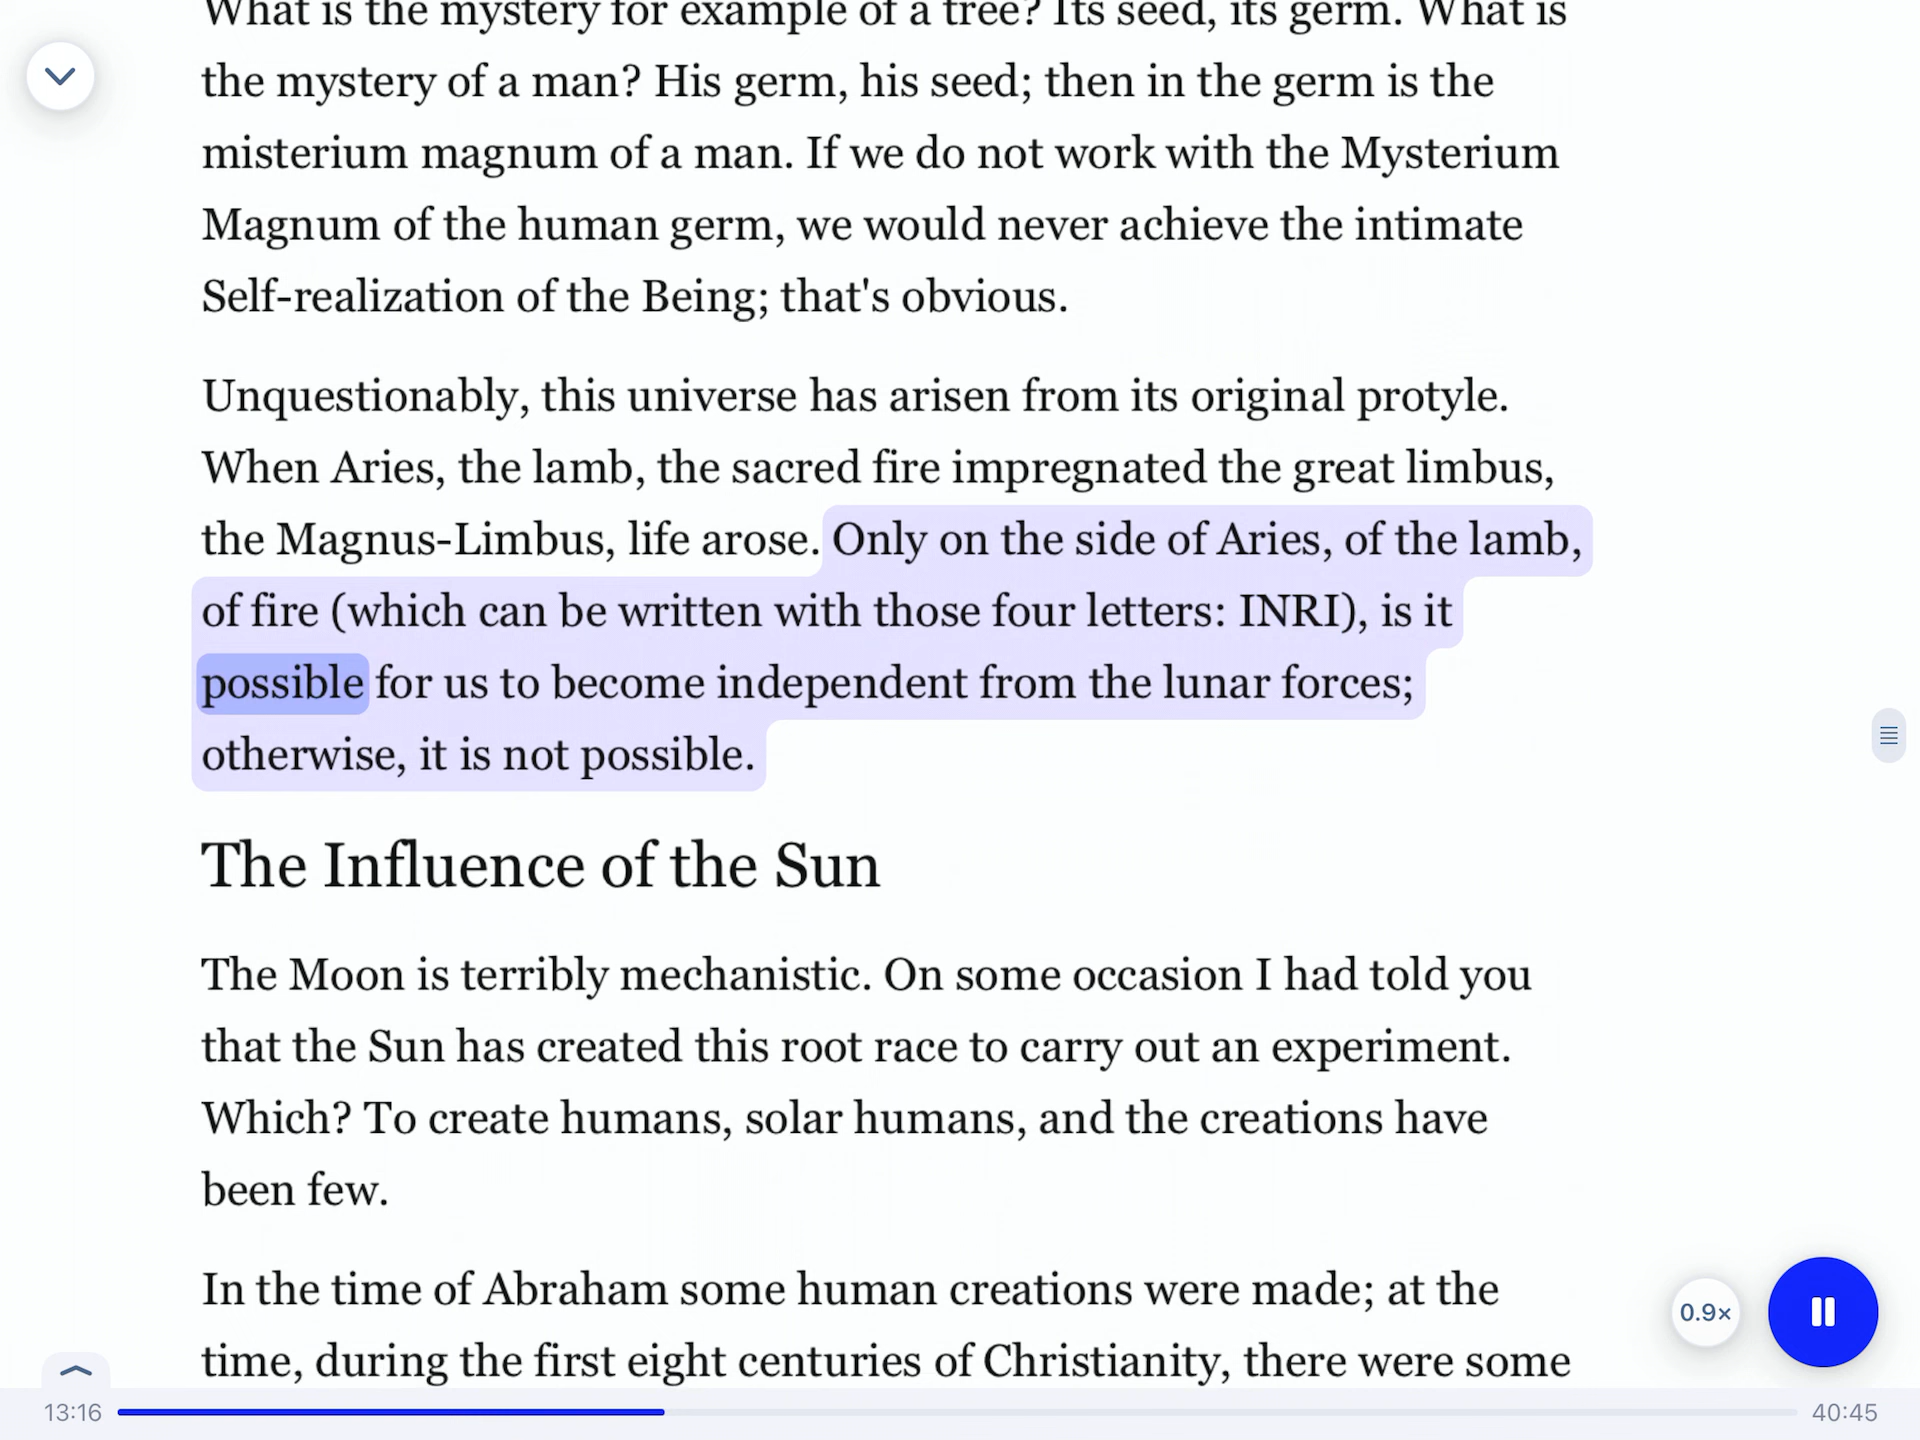 What is the mystery for example of a tree? Its seed, its germ. What is
the mystery of a man? His germ, his seed; then in the germ is the
misterium magnum of a man. If we do not work with the Mysterium
Magnum of the human germ, we would never achieve the intimate
Self-realization of the Being; that's obvious.
Unquestionably, this universe has arisen from its original protyle.
When Aries, the lamb, the sacred fire impregnated the great limbus,
the Magnus-Limbus, life arose. Only on the side of Aries, of the lamb,
of fire (which can be written with those four letters: INRI), is it
possible for us to become independent from the lunar forces;
otherwise, it is not possible.
The Influence of the Sun
The Moon is terribly mechanistic. On some occasion I had told you
that the Sun has created this root race to carry out an experiment.
Which? To create humans, solar humans, and the creations have
been few.
In the time of Abraham some human creations were made; at the
time, during the first eight centuries of Christianity, there were some
0.9×
13:16
40:45